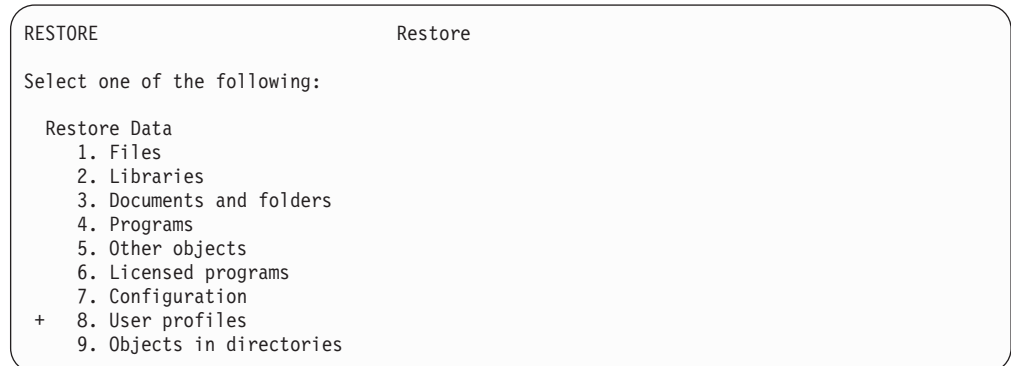 RESTORE                                 Restore
Select one of the following:
Restore Data
1. Files
2. Libraries
3. Documents and folders
4. Programs
5. Other objects
6. Licensed programs
7. Configuration
+ 8. User profiles
9. Objects in directories